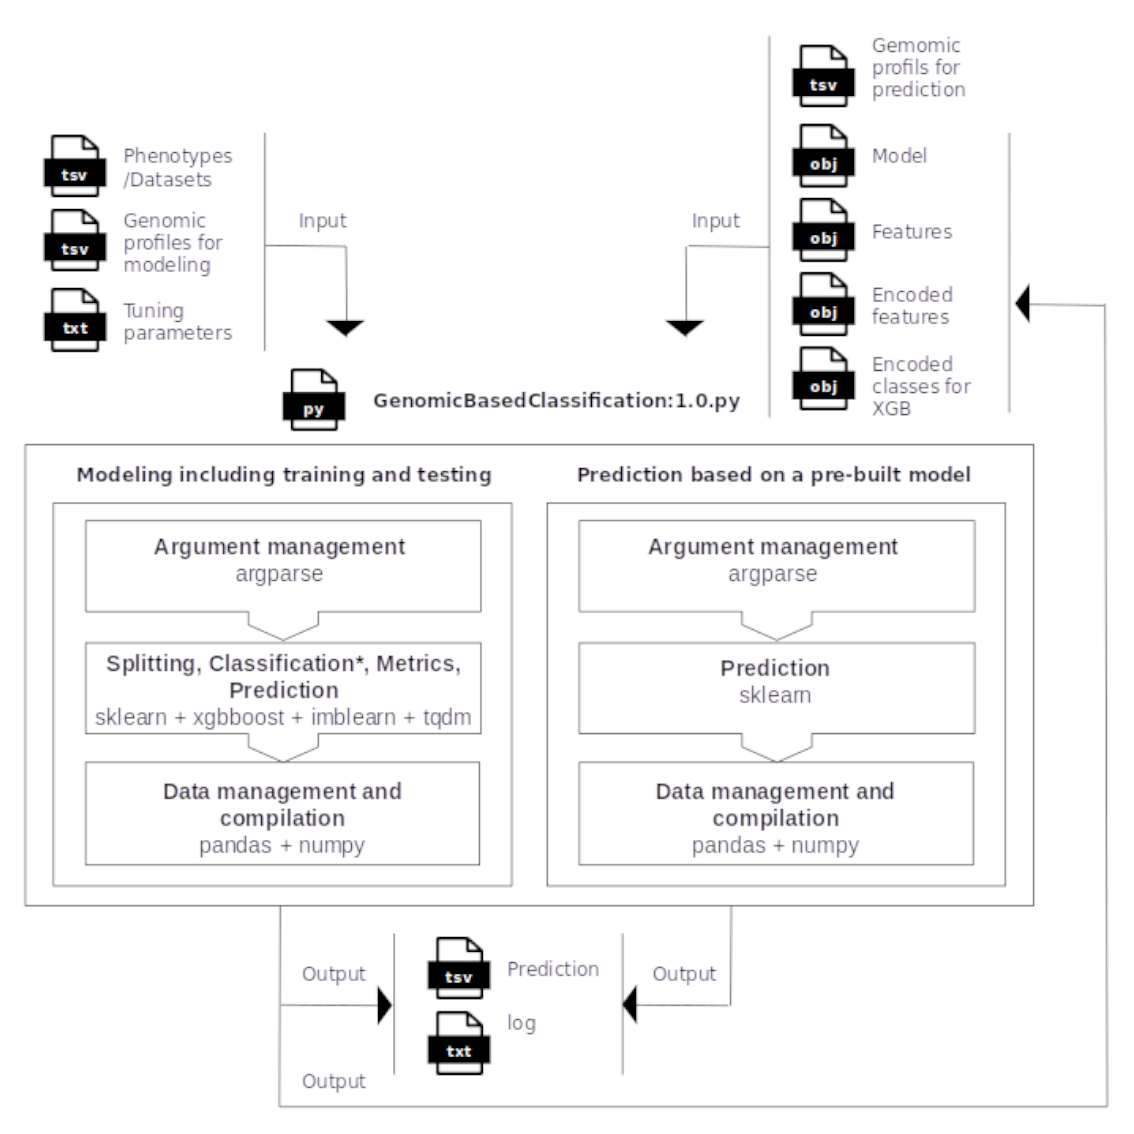 tsv
Phenotypes
/Datasets
tsv
Genomic
profiles for
modeling
txt
Tuning
parameters
Input
Input
tsv
Gemomic
profils for
prediction
obj
Model
obj
Features
obj
Encoded
features
obj
Encoded
classes for
XGB
py
GenomicBasedClassification:1.0.py
Modeling including training and testing
Argument management
argparse
Splitting, Classification*, Metrics,
Prediction
sklearn + xgbboost + imblearn + tqdm
Data management and
compilation
pandas + numpy
Prediction based on a pre-built model
Argument management
argparse
Prediction
sklearn
Data management and
compilation
pandas + numpy
Output
tsv
Prediction
Output
txt
log
Output